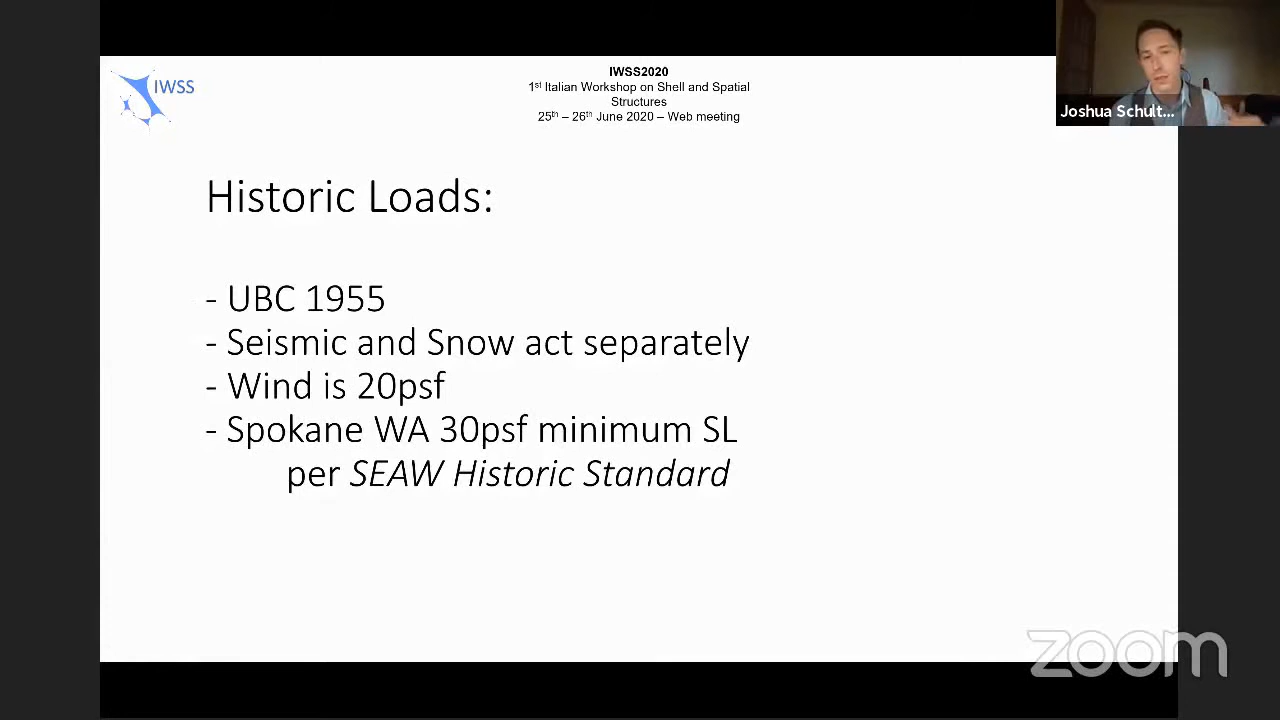 IWSS
IWSS2020
1st Italian Workshop on Shell and Spatial
Structures
25th – 26th June 2020 – Web meeting
Joshua Schult...
Historic Loads:
- UBC 1955
- Seismic and Snow act separately
- Wind is 20psf
- Spokane WA 30psf minimum SL
per SEAW Historic Standard
zoom